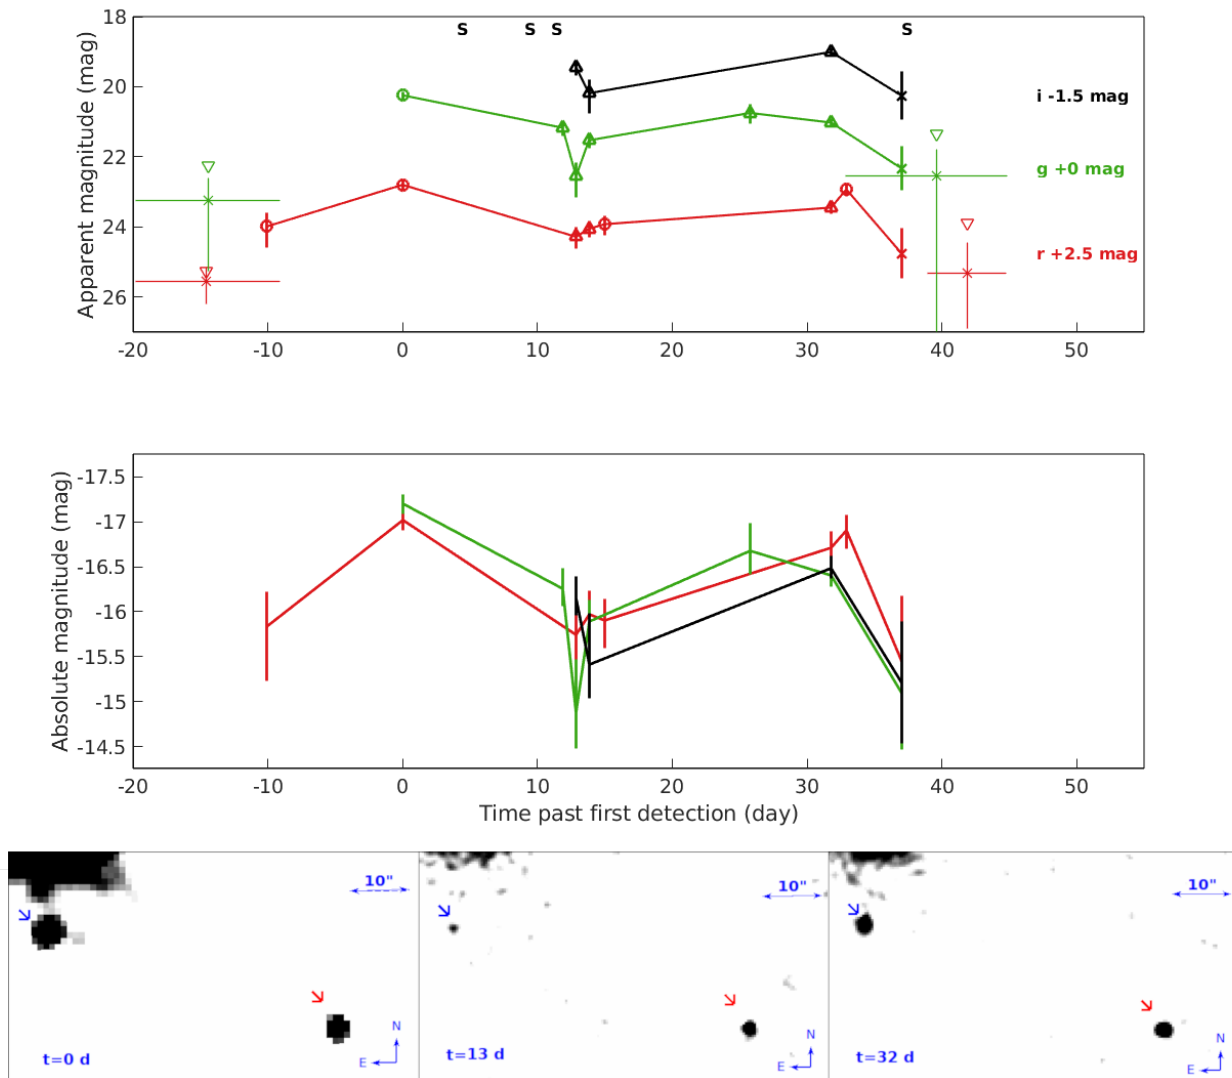 18
20
22
24
26
Apparent magnitude (mag)
S S S S
i -1.5 mag
g +0 mag
r +2.5 mag
-20 -10 0 10 20 30 40 50
-17.5
-17
-16.5
-16
-15.5
-15
-14.5
Absolute magnitude (mag)
-20 -10 0 10 20 30 40 50
Time past first detection (day)
10"
N
E
t=0 d
10"
N
E
t=13 d
10"
N
E
t=32 d